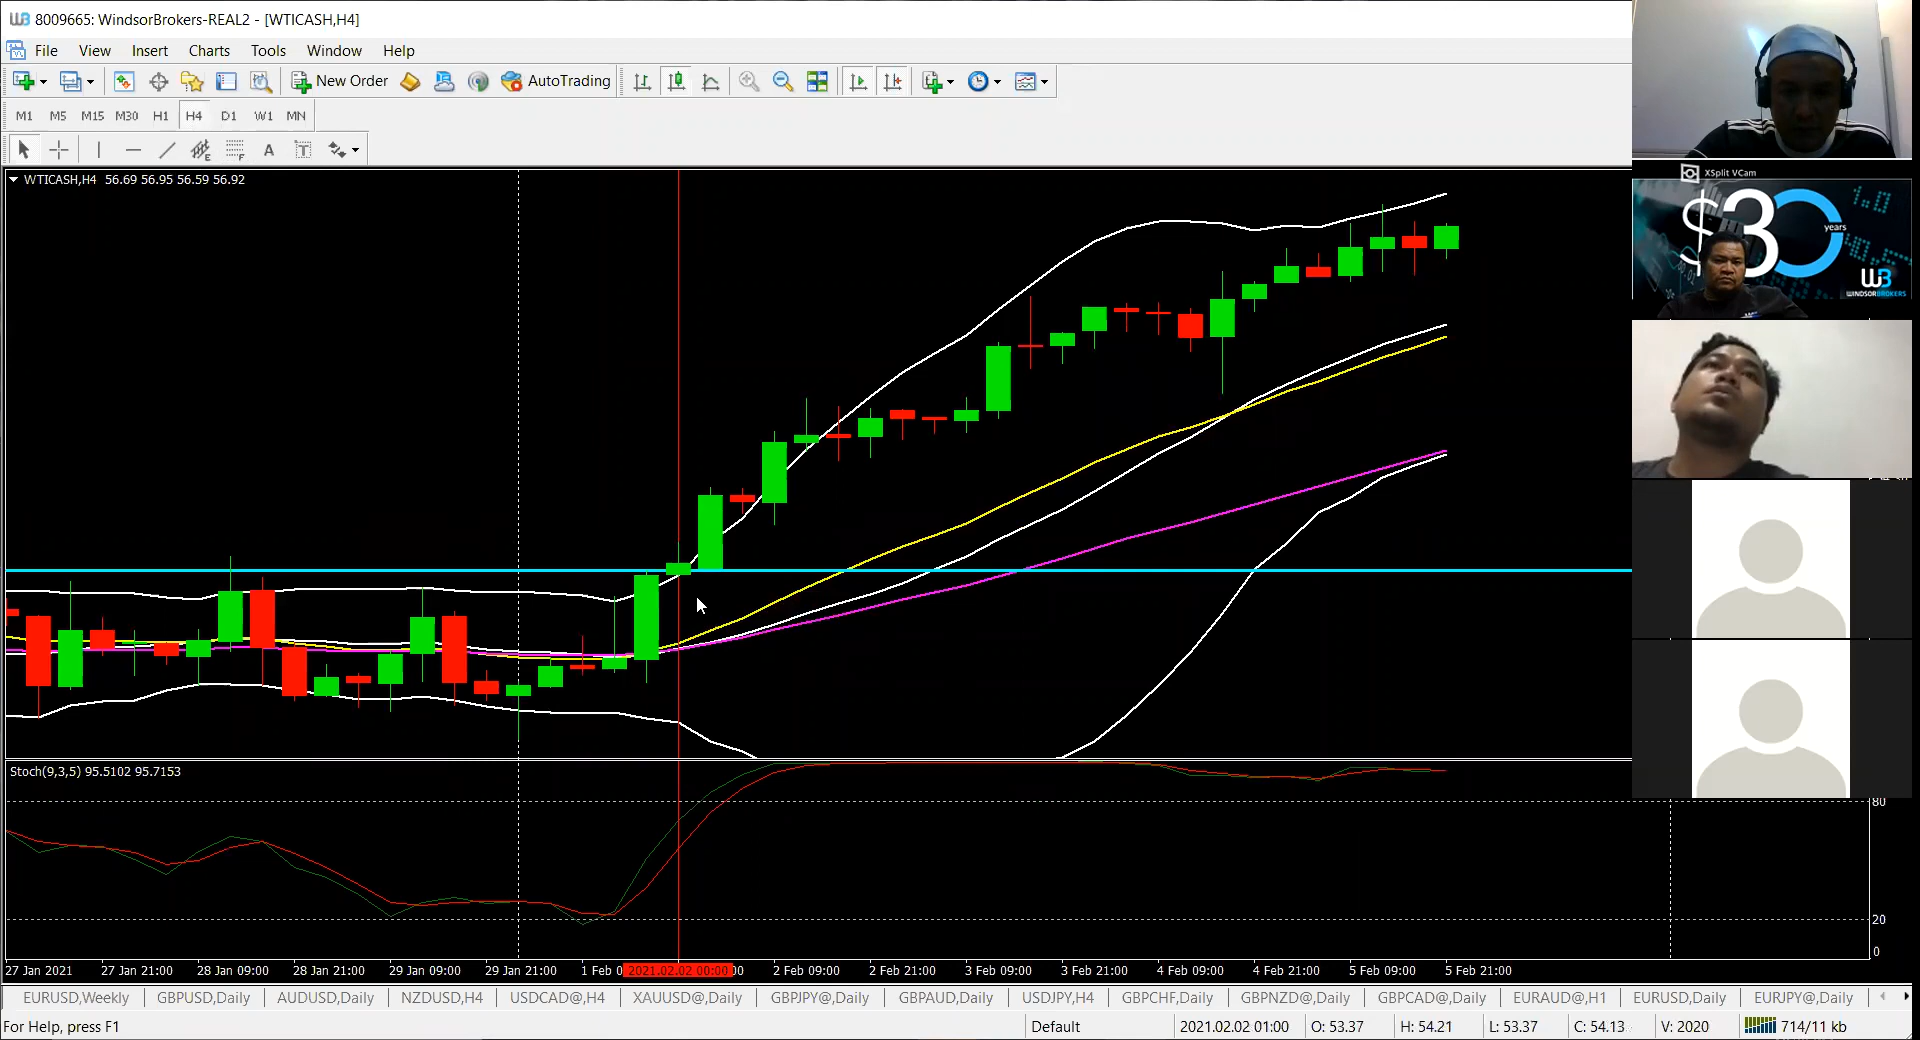 8009665: WindsorBrokers-REAL2 - [WTICASH,H4]
File View Insert Charts Tools Window Help
New Order AutoTrading
M1 M5 M15 M30 H1 H4 D1 W1 MN
E F A T
WTICASH,H4 56.69 56.95 56.59 56.92
XSplit VCam
$30
years
1.0
WINDSORBROKERS
Stoch(9,3,5) 95.5102 95.7153
80
20
0
27 Jan 2021 27 Jan 21:00 28 Jan 09:00 28 Jan 21:00 29 Jan 09:00 29 Jan 21:00 1 Feb 0 2021.02.02 00:00 00 2 Feb 09:00 2 Feb 21:00 3 Feb 09:00 3 Feb 21:00 4 Feb 09:00 4 Feb 21:00 5 Feb 09:00 5 Feb 21:00
EURUSD,Weekly GBPUSD,Daily AUDUSD,Daily NZDUSD,H4 USDCAD@,H4 XAUUSD@,Daily GBPJPY@,Daily GBPAUD,Daily USDJPY,H4 GBPCHF,Daily GBPNZD@,Daily GBPCAD@,Daily EURAUD@,H1 EURUSD,Daily EURJPY@,Daily
For Help, press F1 Default 2021.02.02 01:00 O: 53.37 H: 54.21 L: 53.37 C: 54.13 V: 2020 714/11 kb